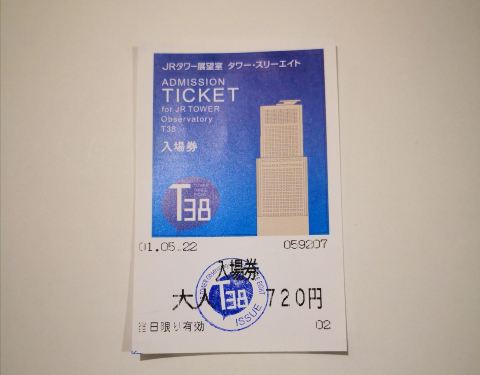 JRタワー展望室 タワー・スリーエイト
ADMISSION
TICKET
for JR TOWER
Observatory
T38
入場券
T38
01.05.22 059207
入場券
大人 720円
T38
ISSUE
日限り有効 02